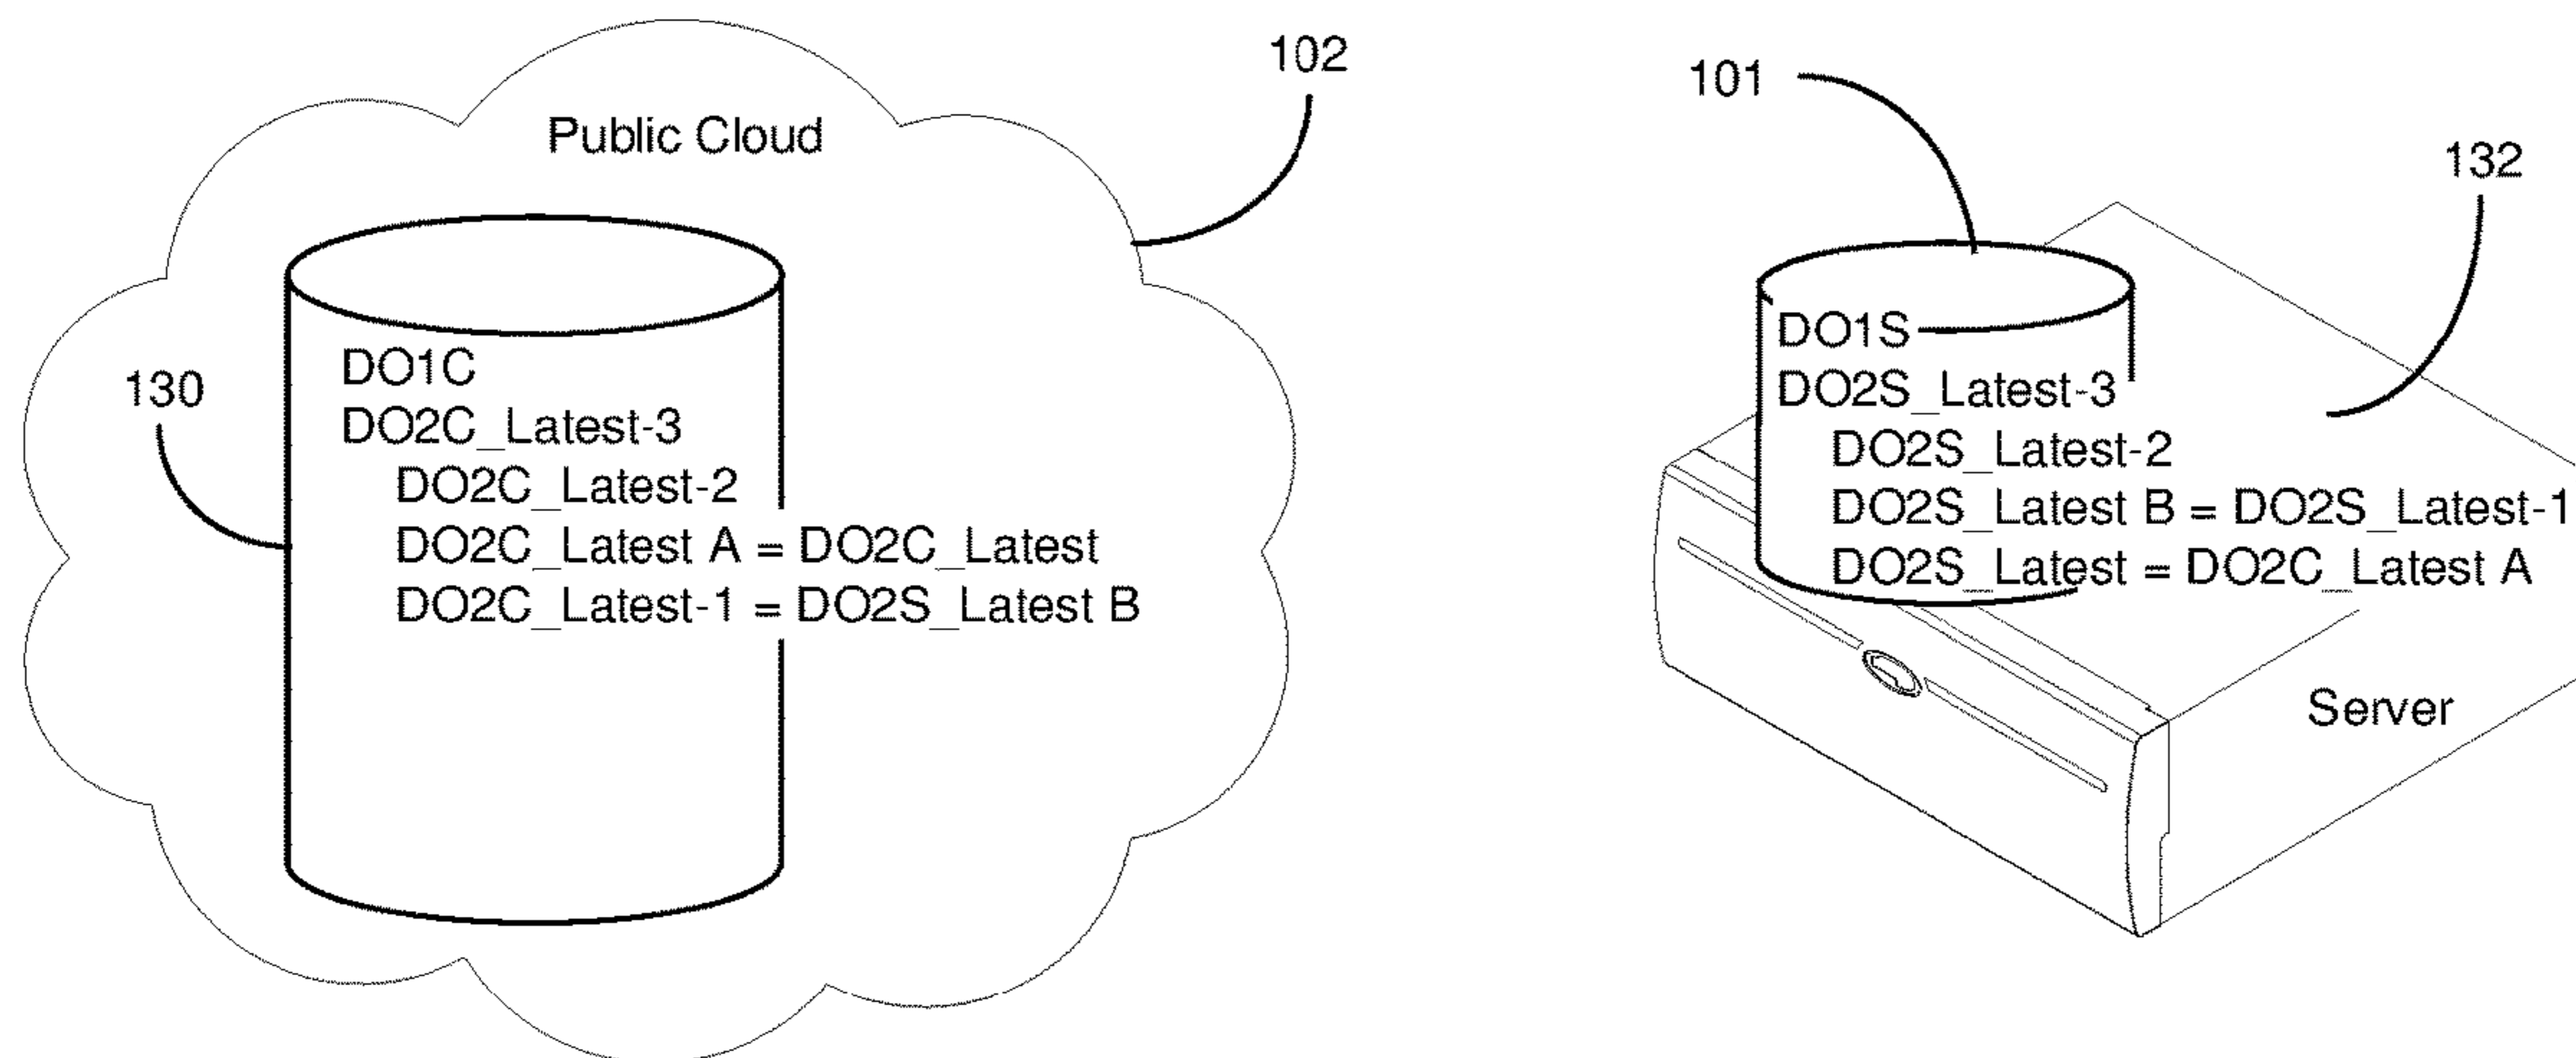 102
Public Cloud
130
DO1C
DO2C_Latest-3
DO2C_Latest-2
DO2C_Latest A = DO2C_Latest
DO2C_Latest-1 = DO2S_Latest B
101
132
DO1S
DO2S_Latest-3
DO2S_Latest-2
DO2S_Latest B = DO2S_Latest-1
DO2S_Latest = DO2C_Latest A
Server